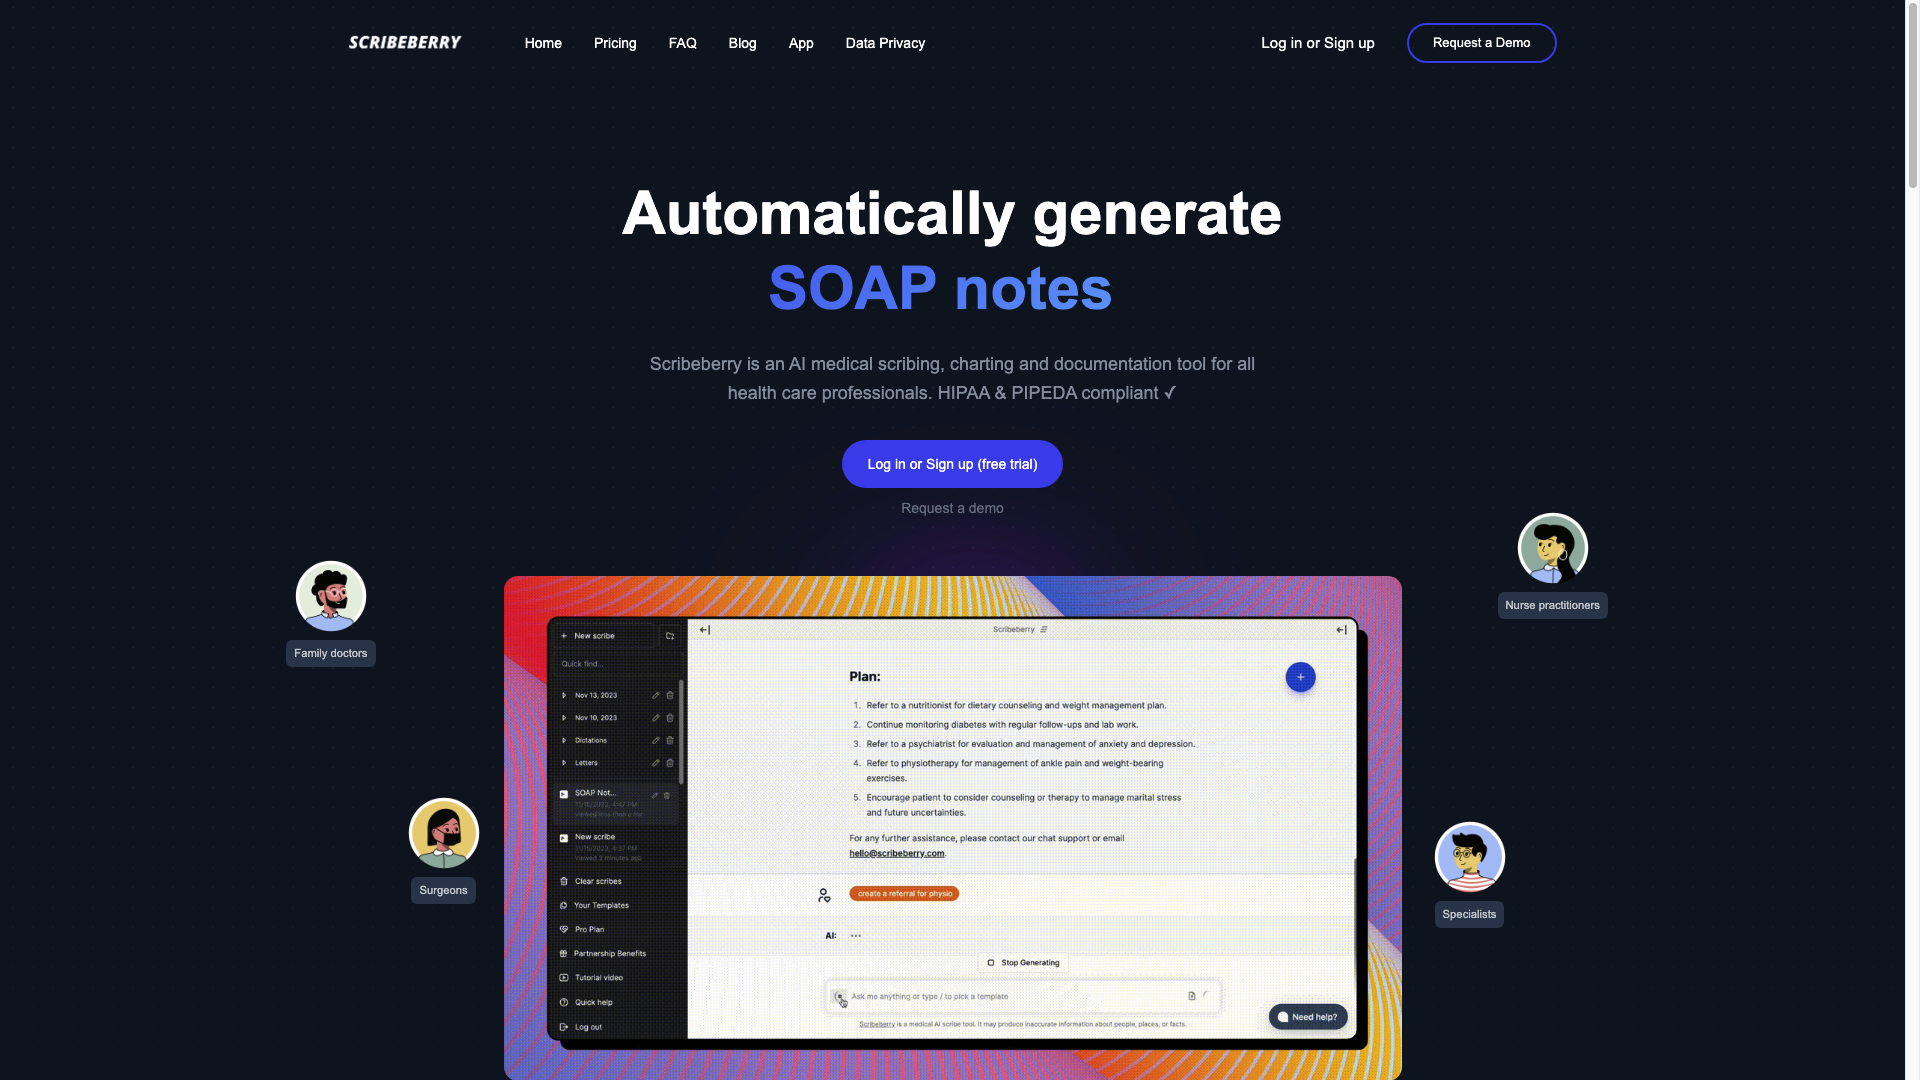 SCRIBEBERRY
Home
Pricing
FAQ
Blog
App
Data Privacy
Log in or Sign up
Request a Demo
Automatically generate
SOAP notes
Scribeberry is an AI medical scribing, charting and documentation tool for all
health care professionals. HIPAA & PIPEDA compliant ✓
Log in or Sign up (free trial)
Request a demo
Family doctors
Nurse practitioners
Surgeons
Specialists
+ New scribe
Quick find...
Nov 13, 2023
Nov 10, 2023
Dictations
Letters
SOAP Not...
New scribe
11/15/2023, 4:37 PM
viewed 3 minutes ago
Clear scribes
Your Templates
Pro Plan
Partnership Benefits
Tutorial video
Quick help
Log out
Scribeberry
Plan:
1. Refer to a nutritionist for dietary counseling and weight management plan.
2. Continue monitoring diabetes with regular follow-ups and lab work.
3. Refer to a psychiatrist for evaluation and management of anxiety and depression.
4. Refer to physiotherapy for management of ankle pain and weight-bearing
exercises.
5. Encourage patient to consider counseling or therapy to manage marital stress
and future uncertainties.
For any further assistance, please contact our chat support or email
hello@scribeberry.com.
create a referral for physio
AI: •••
Stop Generating
Ask me anything or type / to pick a template
Scribeberry is a medical AI scribe tool. It may produce inaccurate information about people, places, or facts.
Need help?